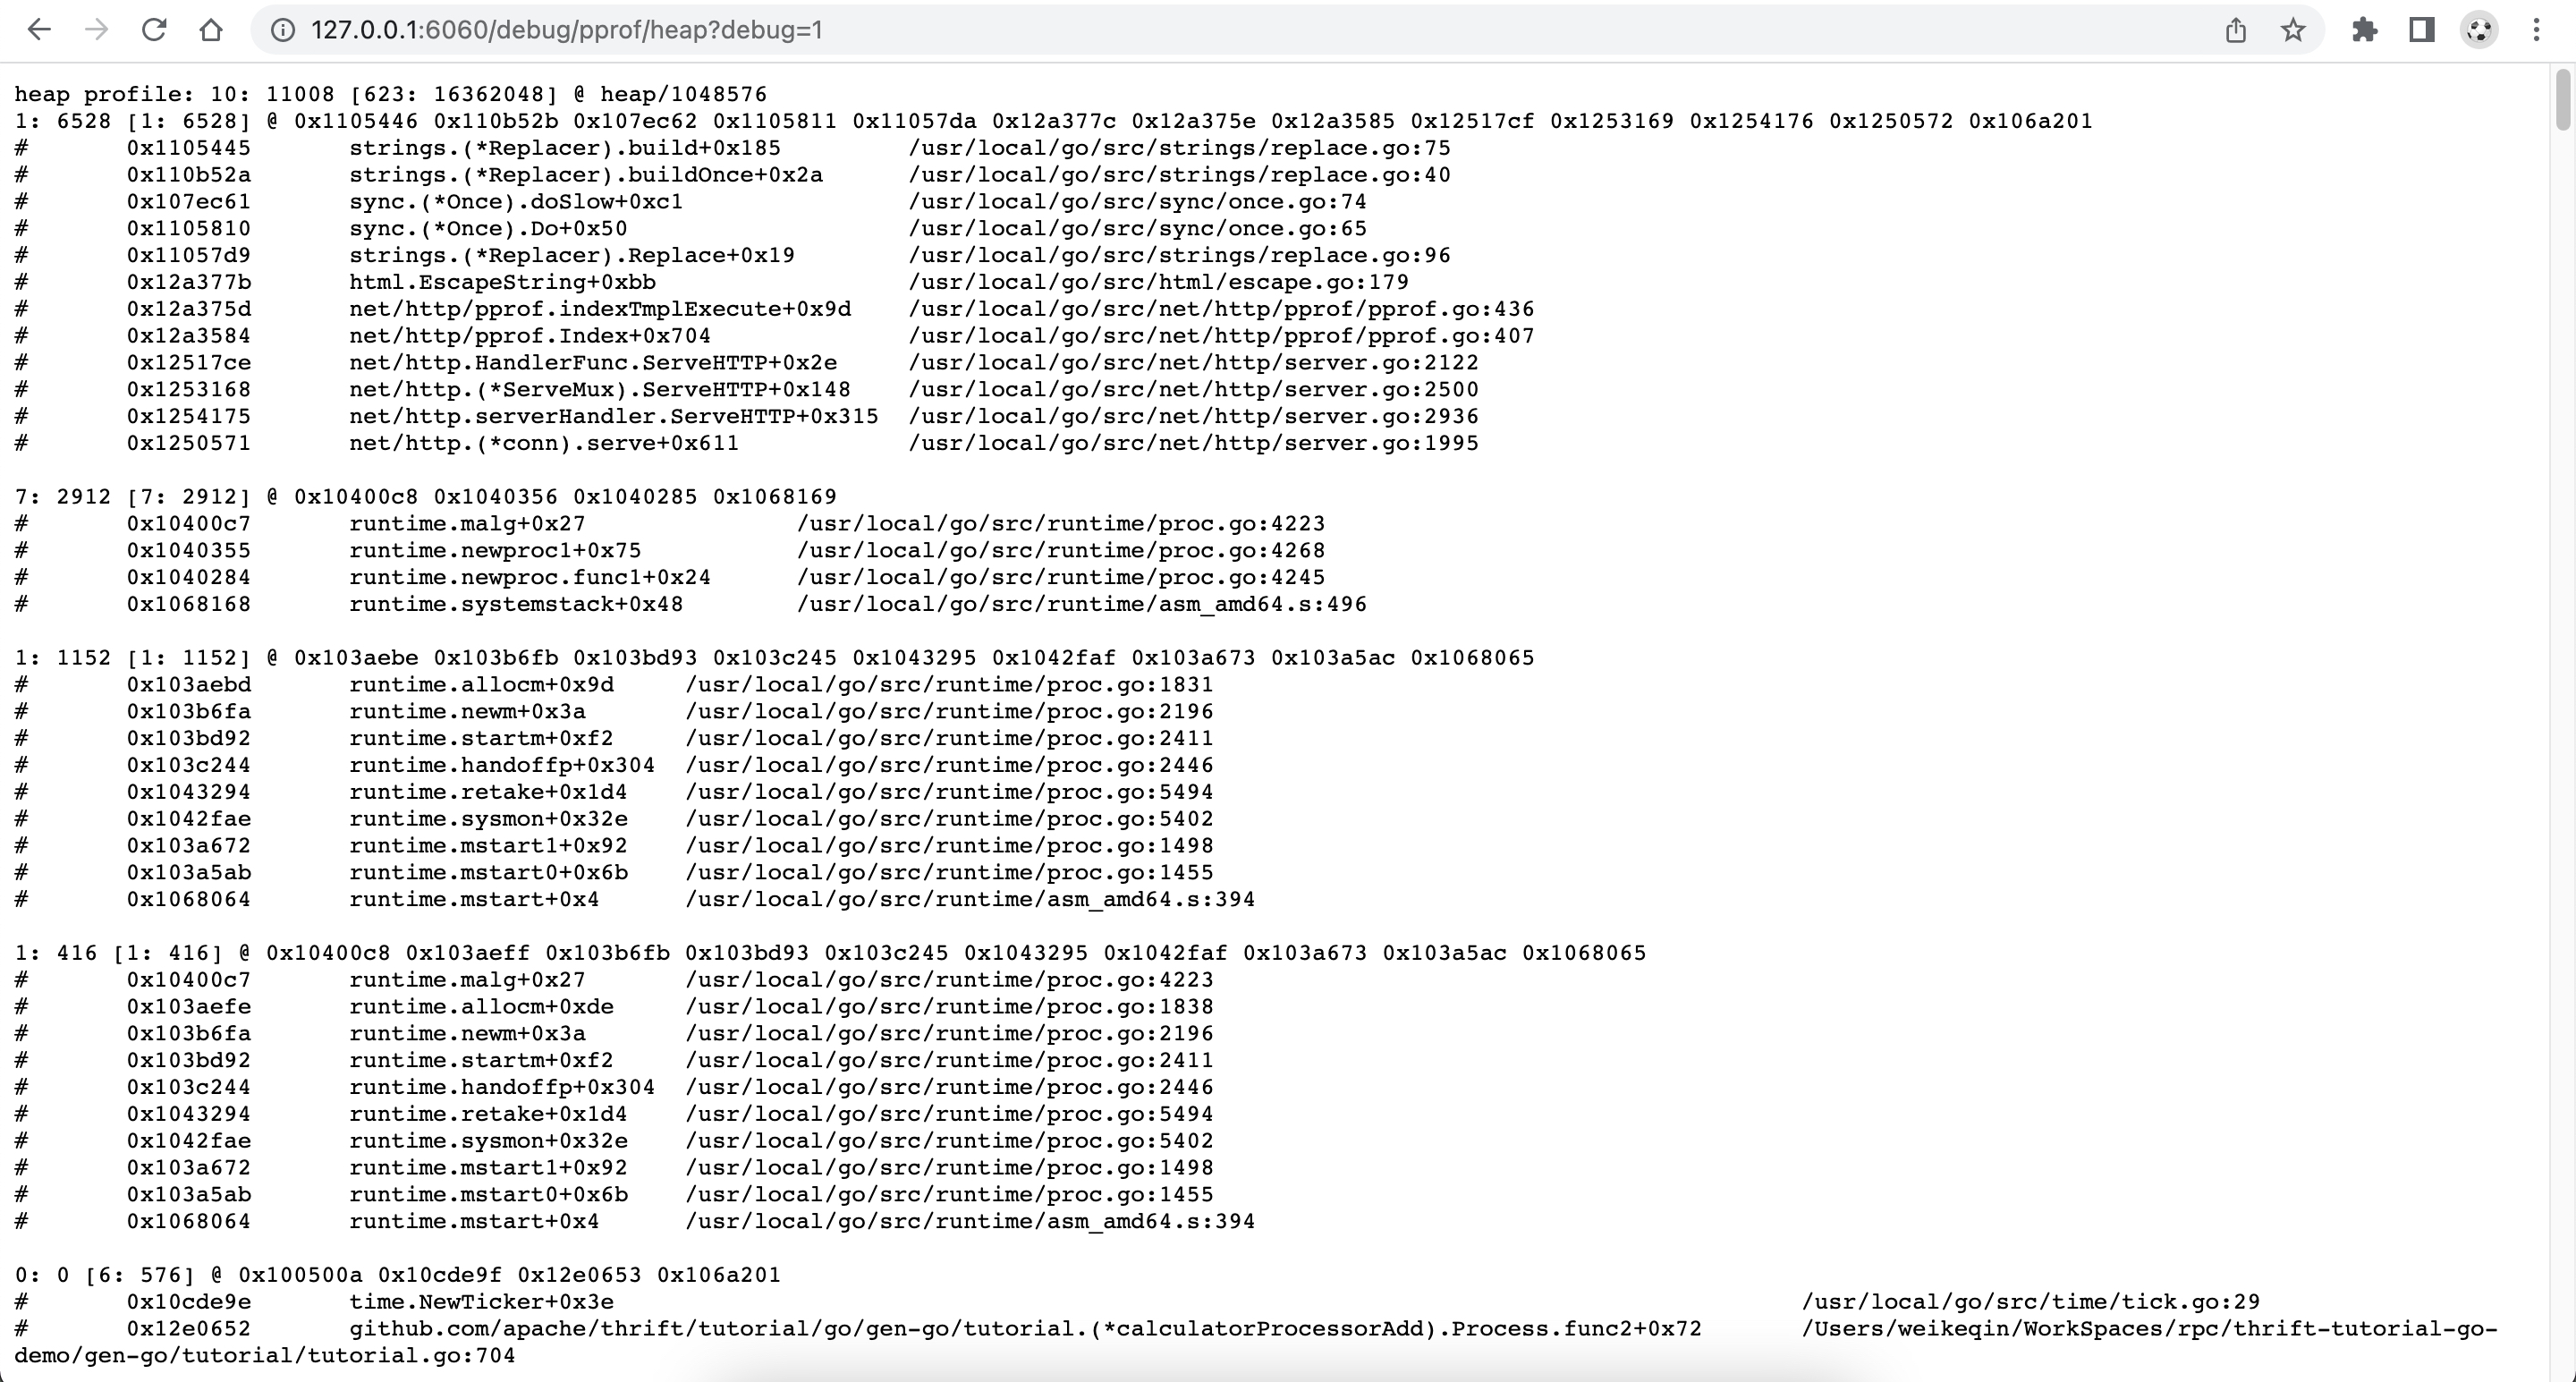 127.0.0.1:6060/debug/pprof/heap?debug=1
heap profile: 10: 11008 [623: 16362048] @ heap/1048576
1: 6528 [1: 6528] @ 0x1105446 0x110b52b 0x107ec62 0x1105811 0x11057da 0x12a377c 0x12a375e 0x12a3585 0x12517cf 0x1253169 0x1254176 0x1250572 0x106a201
# 0x1105445 strings.(*Replacer).build+0x185 /usr/local/go/src/strings/replace.go:75
# 0x110b52a strings.(*Replacer).buildOnce+0x2a /usr/local/go/src/strings/replace.go:40
# 0x107ec61 sync.(*Once).doSlow+0xc1 /usr/local/go/src/sync/once.go:74
# 0x1105810 sync.(*Once).Do+0x50 /usr/local/go/src/sync/once.go:65
# 0x11057d9 strings.(*Replacer).Replace+0x19 /usr/local/go/src/strings/replace.go:96
# 0x12a377b html.EscapeString+0xbb /usr/local/go/src/html/escape.go:179
# 0x12a375d net/http/pprof.indexTmplExecute+0x9d /usr/local/go/src/net/http/pprof/pprof.go:436
# 0x12a3584 net/http/pprof.Index+0x704 /usr/local/go/src/net/http/pprof/pprof.go:407
# 0x12517ce net/http.HandlerFunc.ServeHTTP+0x2e /usr/local/go/src/net/http/server.go:2122
# 0x1253168 net/http.(*ServeMux).ServeHTTP+0x148 /usr/local/go/src/net/http/server.go:2500
# 0x1254175 net/http.serverHandler.ServeHTTP+0x315 /usr/local/go/src/net/http/server.go:2936
# 0x1250571 net/http.(*conn).serve+0x611 /usr/local/go/src/net/http/server.go:1995
7: 2912 [7: 2912] @ 0x10400c8 0x1040356 0x1040285 0x1068169
# 0x10400c7 runtime.malg+0x27 /usr/local/go/src/runtime/proc.go:4223
# 0x1040355 runtime.newproc1+0x75 /usr/local/go/src/runtime/proc.go:4268
# 0x1040284 runtime.newproc.func1+0x24 /usr/local/go/src/runtime/proc.go:4245
# 0x1068168 runtime.systemstack+0x48 /usr/local/go/src/runtime/asm_amd64.s:496
1: 1152 [1: 1152] @ 0x103aebe 0x103b6fb 0x103bd93 0x103c245 0x1043295 0x1042faf 0x103a673 0x103a5ac 0x1068065
# 0x103aebd runtime.allocm+0x9d /usr/local/go/src/runtime/proc.go:1831
# 0x103b6fa runtime.newm+0x3a /usr/local/go/src/runtime/proc.go:2196
# 0x103bd92 runtime.startm+0xf2 /usr/local/go/src/runtime/proc.go:2411
# 0x103c244 runtime.handoffp+0x304 /usr/local/go/src/runtime/proc.go:2446
# 0x1043294 runtime.retake+0x1d4 /usr/local/go/src/runtime/proc.go:5494
# 0x1042fae runtime.sysmon+0x32e /usr/local/go/src/runtime/proc.go:5402
# 0x103a672 runtime.mstart1+0x92 /usr/local/go/src/runtime/proc.go:1498
# 0x103a5ab runtime.mstart0+0x6b /usr/local/go/src/runtime/proc.go:1455
# 0x1068064 runtime.mstart+0x4 /usr/local/go/src/runtime/asm_amd64.s:394
1: 416 [1: 416] @ 0x10400c8 0x103aeff 0x103b6fb 0x103bd93 0x103c245 0x1043295 0x1042faf 0x103a673 0x103a5ac 0x1068065
# 0x10400c7 runtime.malg+0x27 /usr/local/go/src/runtime/proc.go:4223
# 0x103aefe runtime.allocm+0xde /usr/local/go/src/runtime/proc.go:1838
# 0x103b6fa runtime.newm+0x3a /usr/local/go/src/runtime/proc.go:2196
# 0x103bd92 runtime.startm+0xf2 /usr/local/go/src/runtime/proc.go:2411
# 0x103c244 runtime.handoffp+0x304 /usr/local/go/src/runtime/proc.go:2446
# 0x1043294 runtime.retake+0x1d4 /usr/local/go/src/runtime/proc.go:5494
# 0x1042fae runtime.sysmon+0x32e /usr/local/go/src/runtime/proc.go:5402
# 0x103a672 runtime.mstart1+0x92 /usr/local/go/src/runtime/proc.go:1498
# 0x103a5ab runtime.mstart0+0x6b /usr/local/go/src/runtime/proc.go:1455
# 0x1068064 runtime.mstart+0x4 /usr/local/go/src/runtime/asm_amd64.s:394
0: 0 [6: 576] @ 0x100500a 0x10cde9f 0x12e0653 0x106a201
# 0x10cde9e time.NewTicker+0x3e /usr/local/go/src/time/tick.go:29
# 0x12e0652 github.com/apache/thrift/tutorial/go/gen-go/tutorial.(*calculatorProcessorAdd).Process.func2+0x72 /Users/weikeqin/WorkSpaces/rpc/thrift-tutorial-go-
demo/gen-go/tutorial/tutorial.go:704